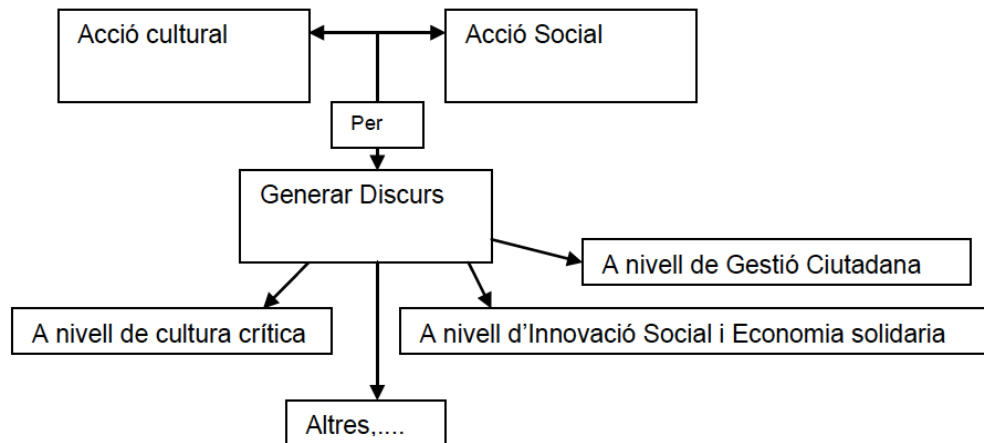 Acció cultural
Acció Social
Per
Generar Discurs
A nivell de Gestió Ciutadana
A nivell de cultura crítica
A nivell d’Innovació Social i Economia solidaria
Altres,....